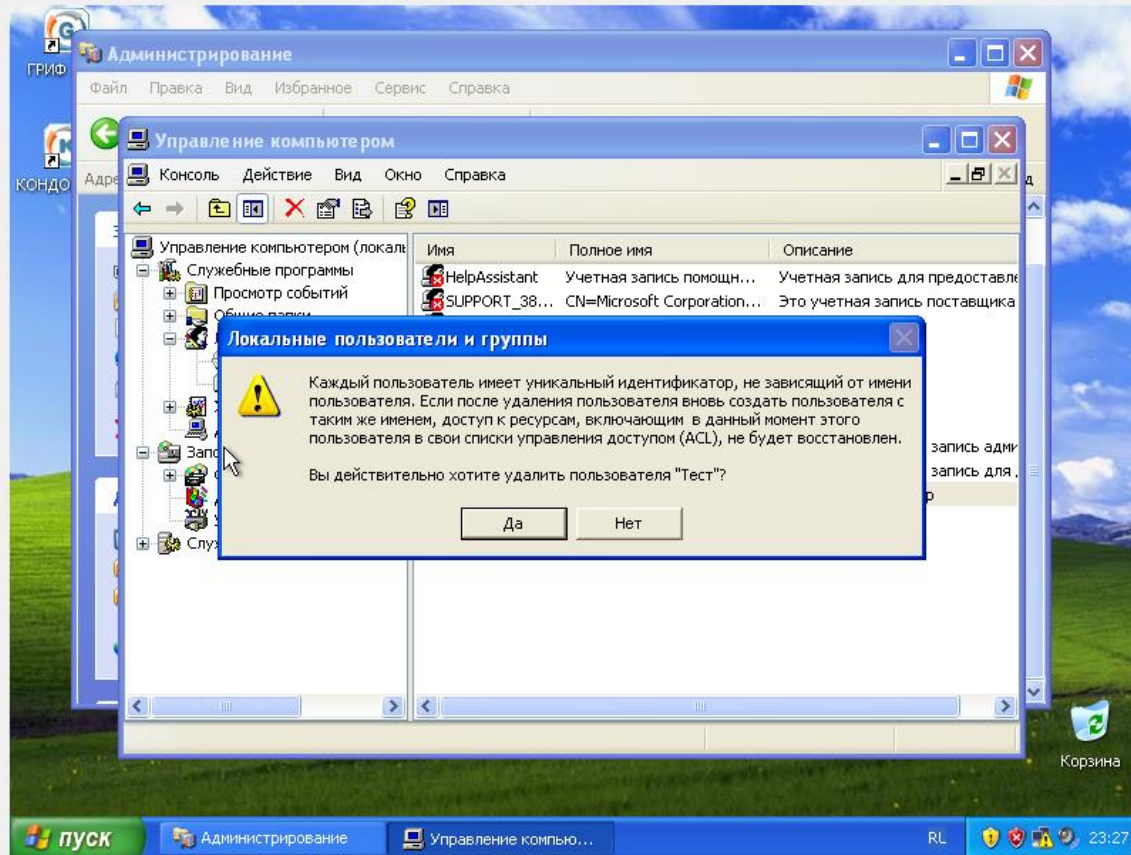 ГРИФ
КОНДО
Администрирование
Файл Правка Вид Избранное Сервис Справка
Управление компьютером
Консоль Действие Вид Окно Справка
Управление компьютером (локаль
Служебные программы
Просмотр событий
Общие папки
Запо
Слу
Имя Полное имя Описание
HelpAssistant Учетная запись помощн... Учетная запись для предоставле
SUPPORT_38... CN=Microsoft Corporation... Это учетная запись поставщика
запись адми
запись для
Локальные пользователи и группы
Каждый пользователь имеет уникальный идентификатор, не зависящий от имени
пользователя. Если после удаления пользователя вновь создать пользователя с
таким же именем, доступ к ресурсам, включающим в данный момент этого
пользователя в свои списки управления доступом (ACL), не будет восстановлен.
Вы действительно хотите удалить пользователя "Тест"?
Да Нет
Корзина
пуск Администрирование Управление компью... RL 23:27